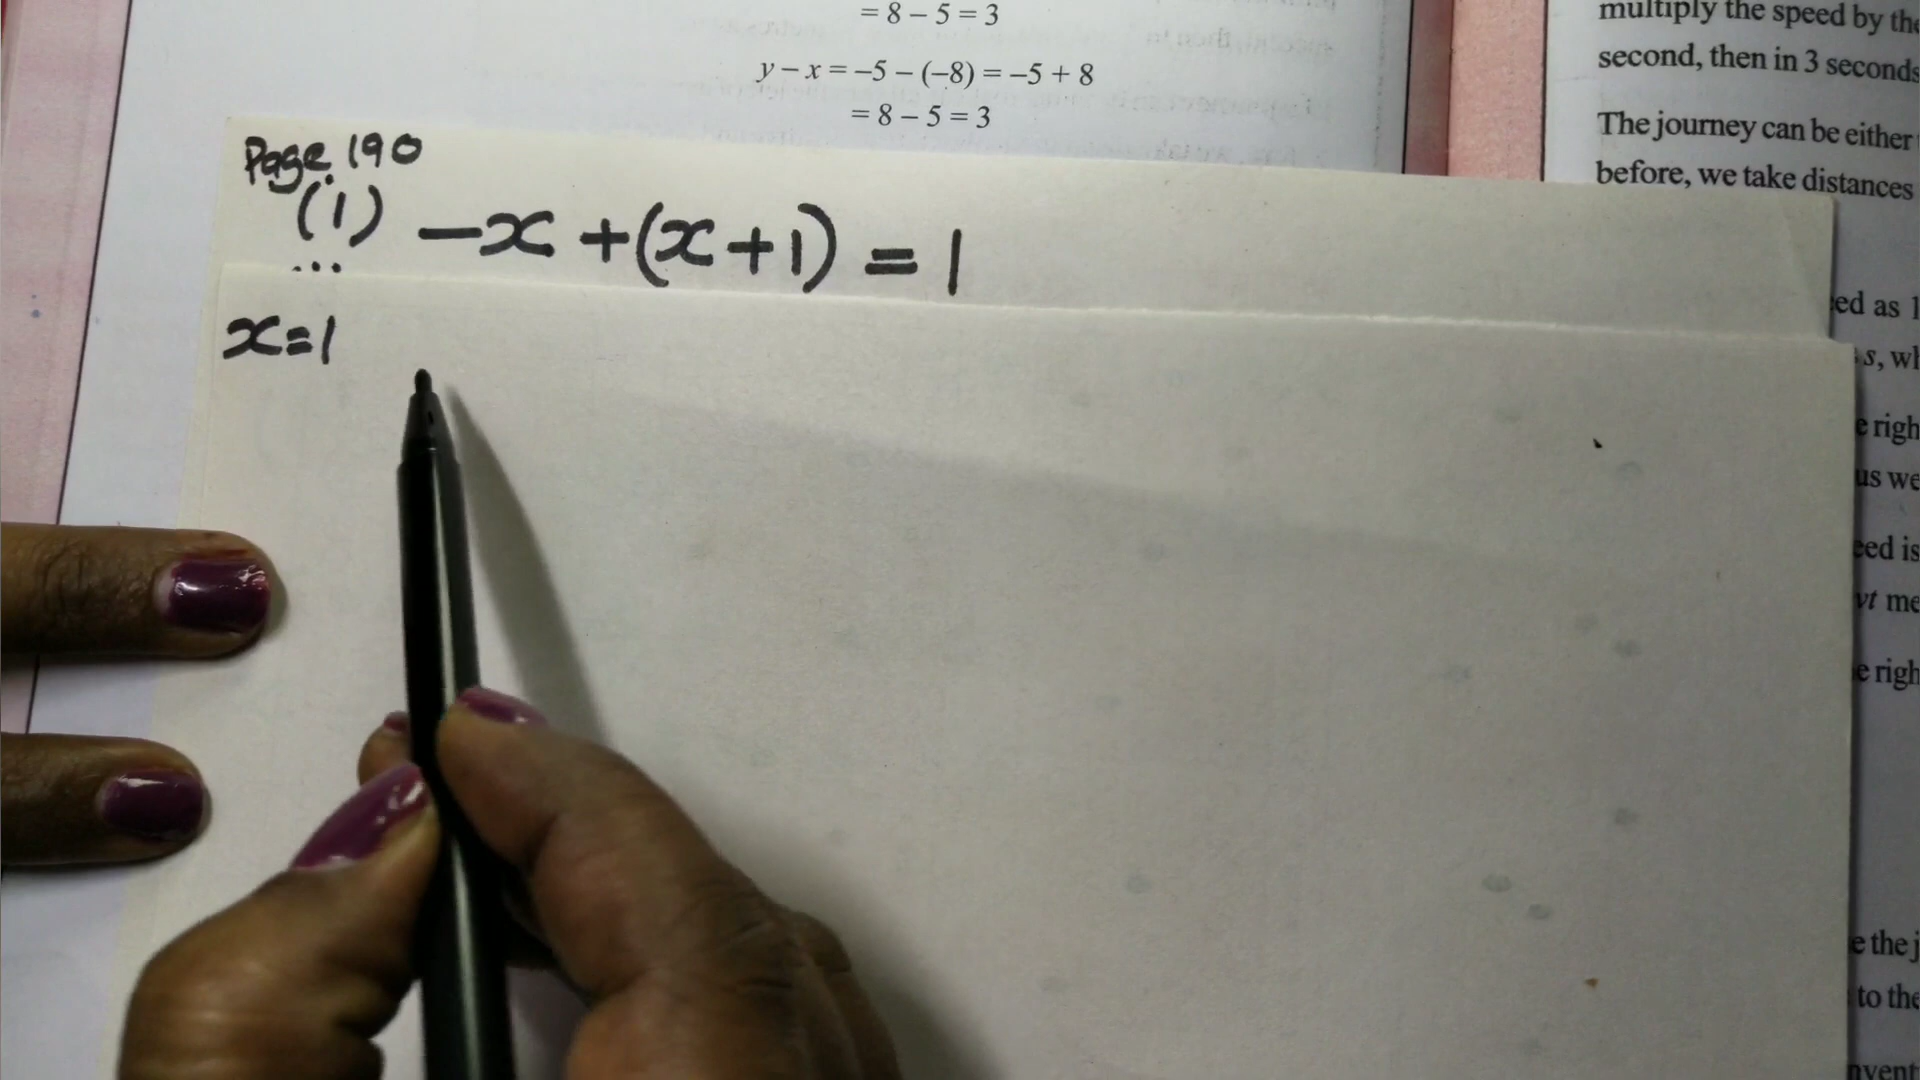 = 8 – 5 = 3
y – x = –5 – (–8) = –5 + 8
= 8 – 5 = 3
multiply the speed by the
second, then in 3 seconds
The journey can be either
before, we take distances
Page. 190
(1) -x + (x + 1) = 1
...
x = 1
ed as 1
s, wh
e righ
us we
eed is
vt me
e righ
e the j
to the
nvent